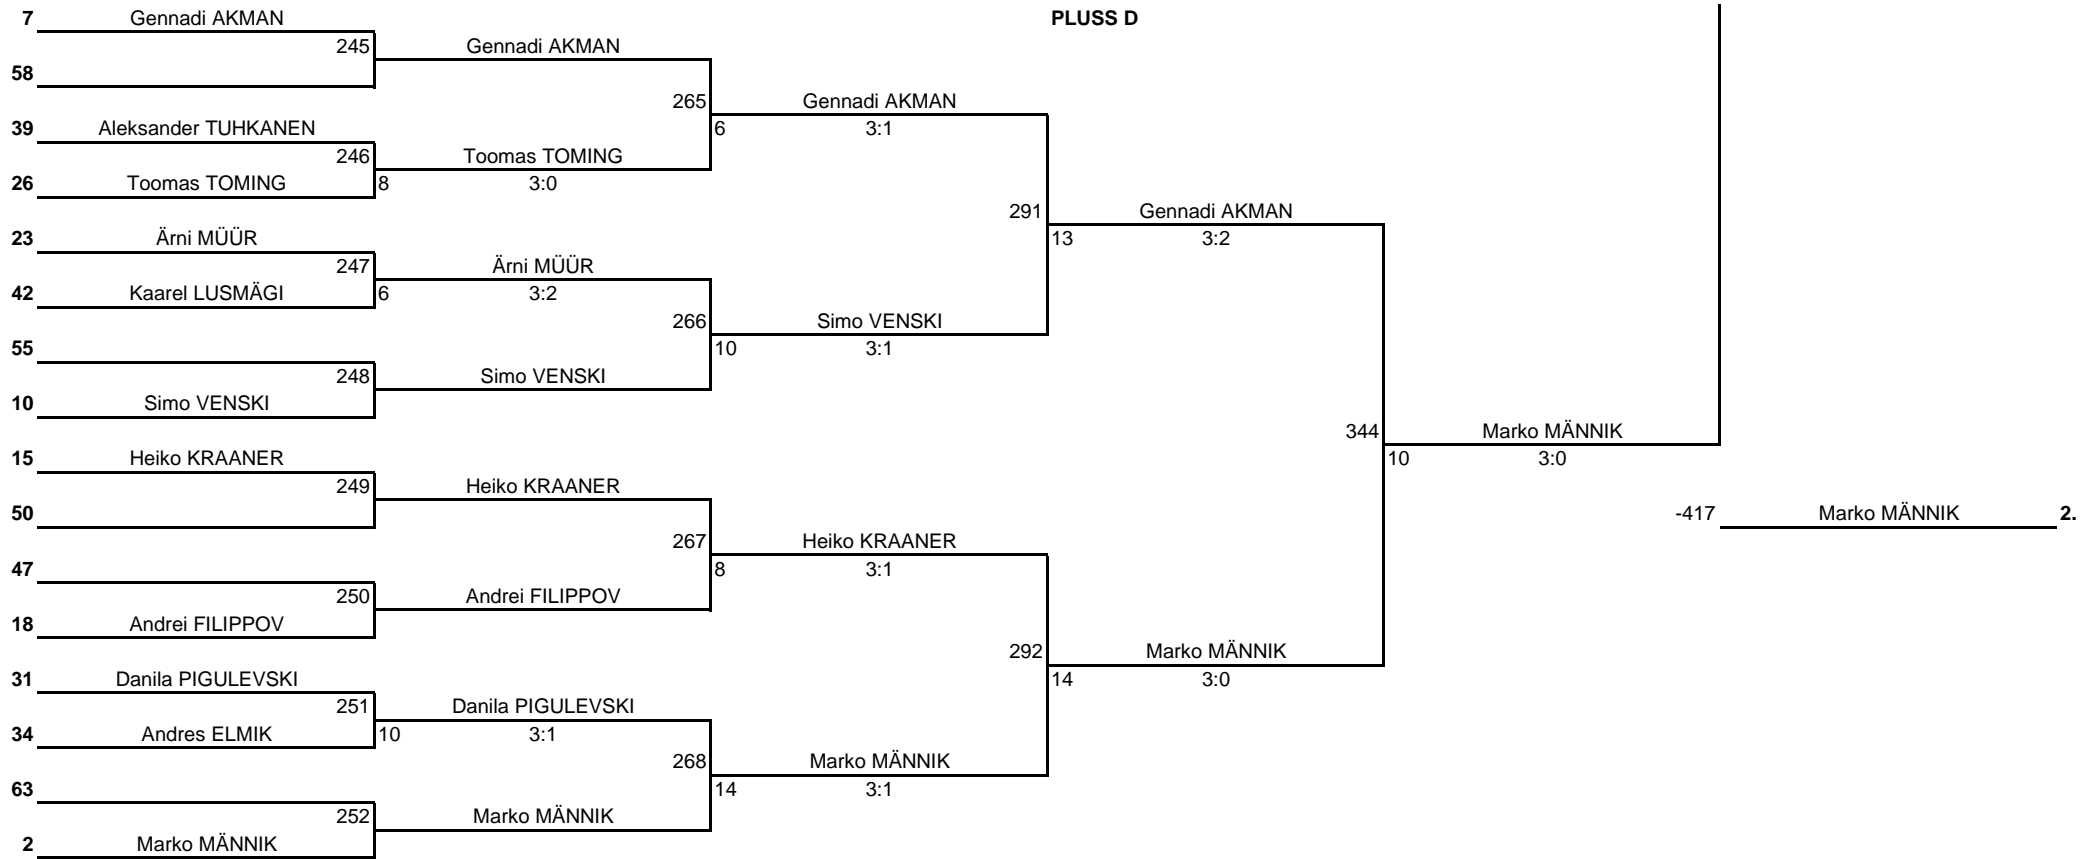 7 Gennadi AKMAN PLUSS D
245 Gennadi AKMAN
58
265 Gennadi AKMAN
39 Aleksander TUHKANEN 6 3:1
246 Toomas TOMING
26 Toomas TOMING 8 3:0
291 Gennadi AKMAN
23 Ärni MÜÜR 13 3:2
247 Ärni MÜÜR
42 Kaarel LUSMÄGI 6 3:2
266 Simo VENSKI
55 10 3:1
248 Simo VENSKI
10 Simo VENSKI
344 Marko MÄNNIK
15 Heiko KRAANER 10 3:0
249 Heiko KRAANER
50 -417 Marko MÄNNIK 2.
267 Heiko KRAANER
47 8 3:1
250 Andrei FILIPPOV
18 Andrei FILIPPOV
292 Marko MÄNNIK
31 Danila PIGULEVSKI 14 3:0
251 Danila PIGULEVSKI
34 Andres ELMIK 10 3:1
268 Marko MÄNNIK
63 14 3:1
252 Marko MÄNNIK
2 Marko MÄNNIK